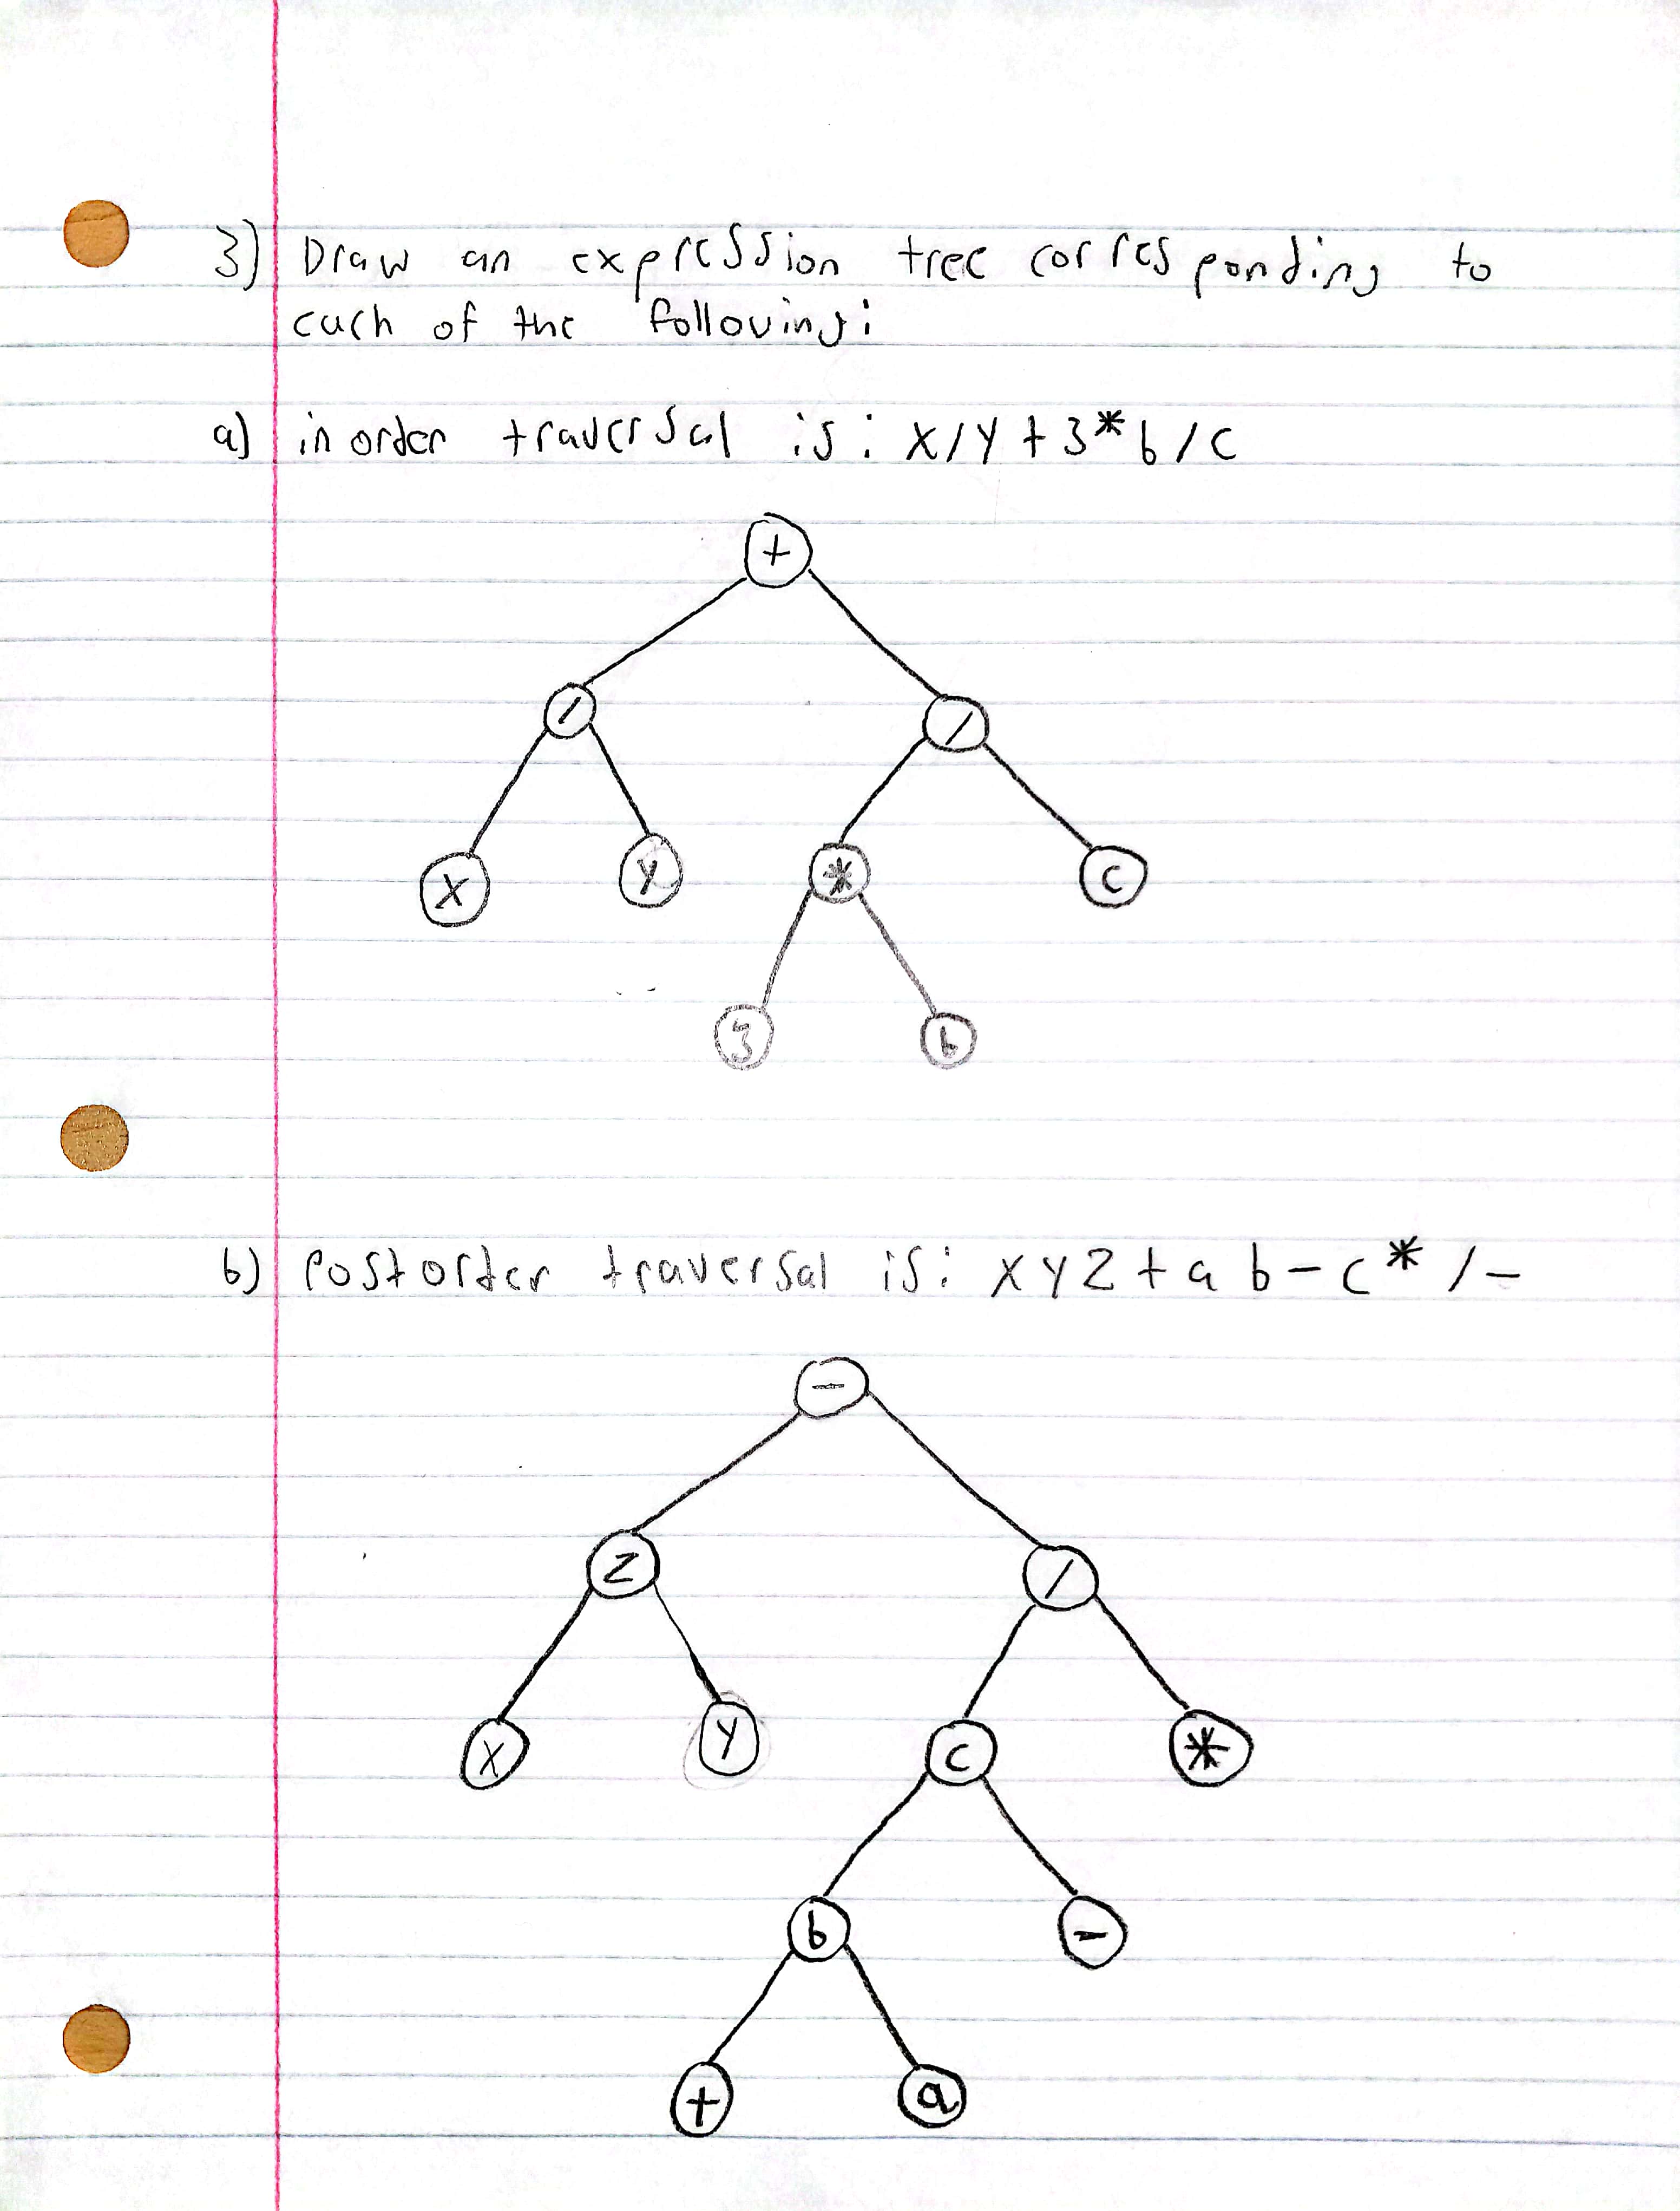 3) Draw an expression tree corresponding to
each of the following:
a) in order traversal is: X/Y+3*b/C
+
/ /
X Y * C
3 b
b) Postorder traversal is: XYZ+ab-c*/-
-
Z /
X Y C *
b -
+ a